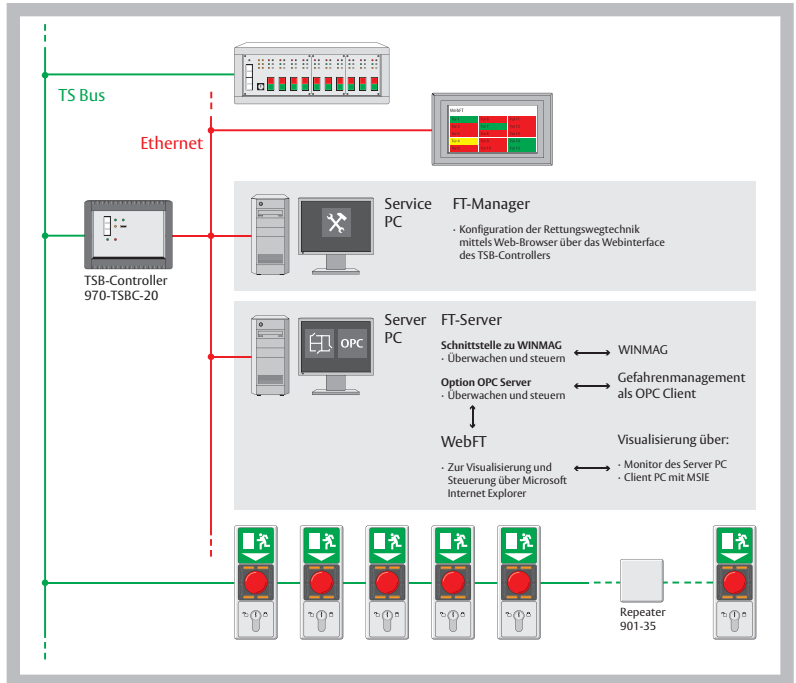 TS Bus
Ethernet
WebFT
TSB-Controller
970-TSBC-20
Service
PC
FT-Manager
· Konfiguration der Rettungswegtechnik
mittels Web-Browser über das Webinterface
des TSB-Controllers
Server
PC
OPC
FT-Server
Schnittstelle zu WINMAG
· Überwachen und steuern
WINMAG
Option OPC Server
· Überwachen und steuern
Gefahrenmanagement
als OPC Client
WebFT
· Zur Visualisierung und
Steuerung über Microsoft
Internet Explorer
Visualisierung über:
· Monitor des Server PC
· Client PC mit MSIE
Repeater
901-35